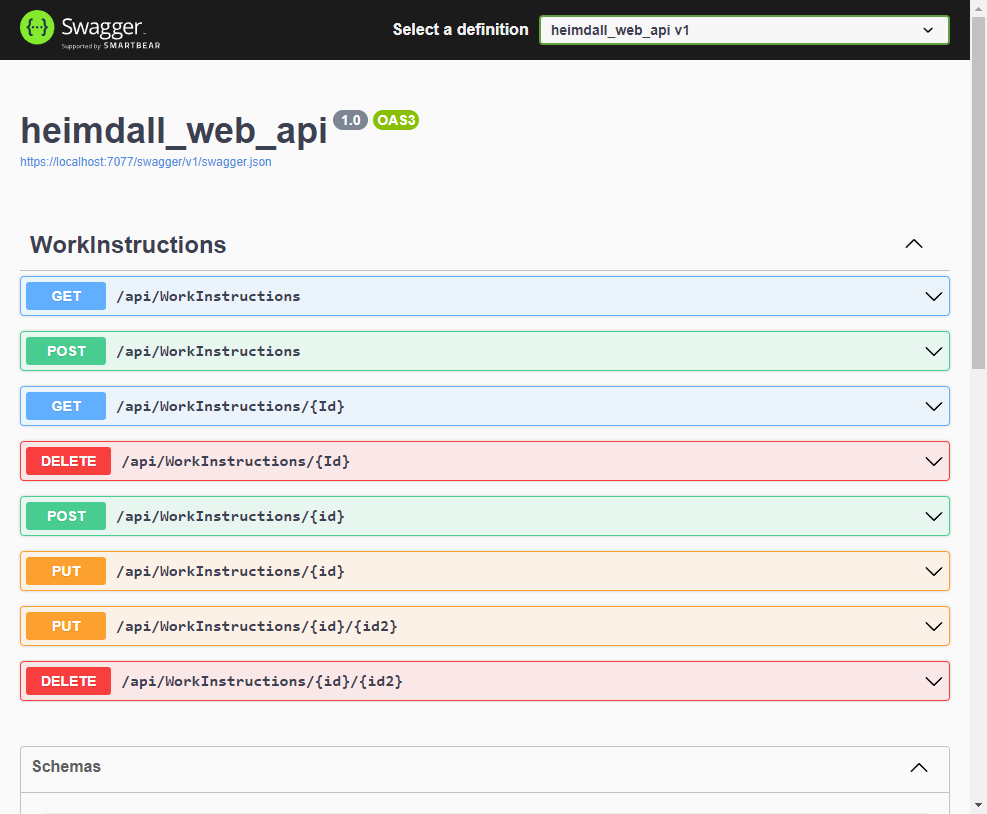 {···} Swagger
Supported by SMARTBEAR
Select a definition heimdall_web_api v1
heimdall_web_api 1.0 OAS3
https://localhost:7077/swagger/v1/swagger.json
WorkInstructions
GET /api/WorkInstructions
POST /api/WorkInstructions
GET /api/WorkInstructions/{Id}
DELETE /api/WorkInstructions/{Id}
POST /api/WorkInstructions/{id}
PUT /api/WorkInstructions/{id}
PUT /api/WorkInstructions/{id}/{id2}
DELETE /api/WorkInstructions/{id}/{id2}
Schemas